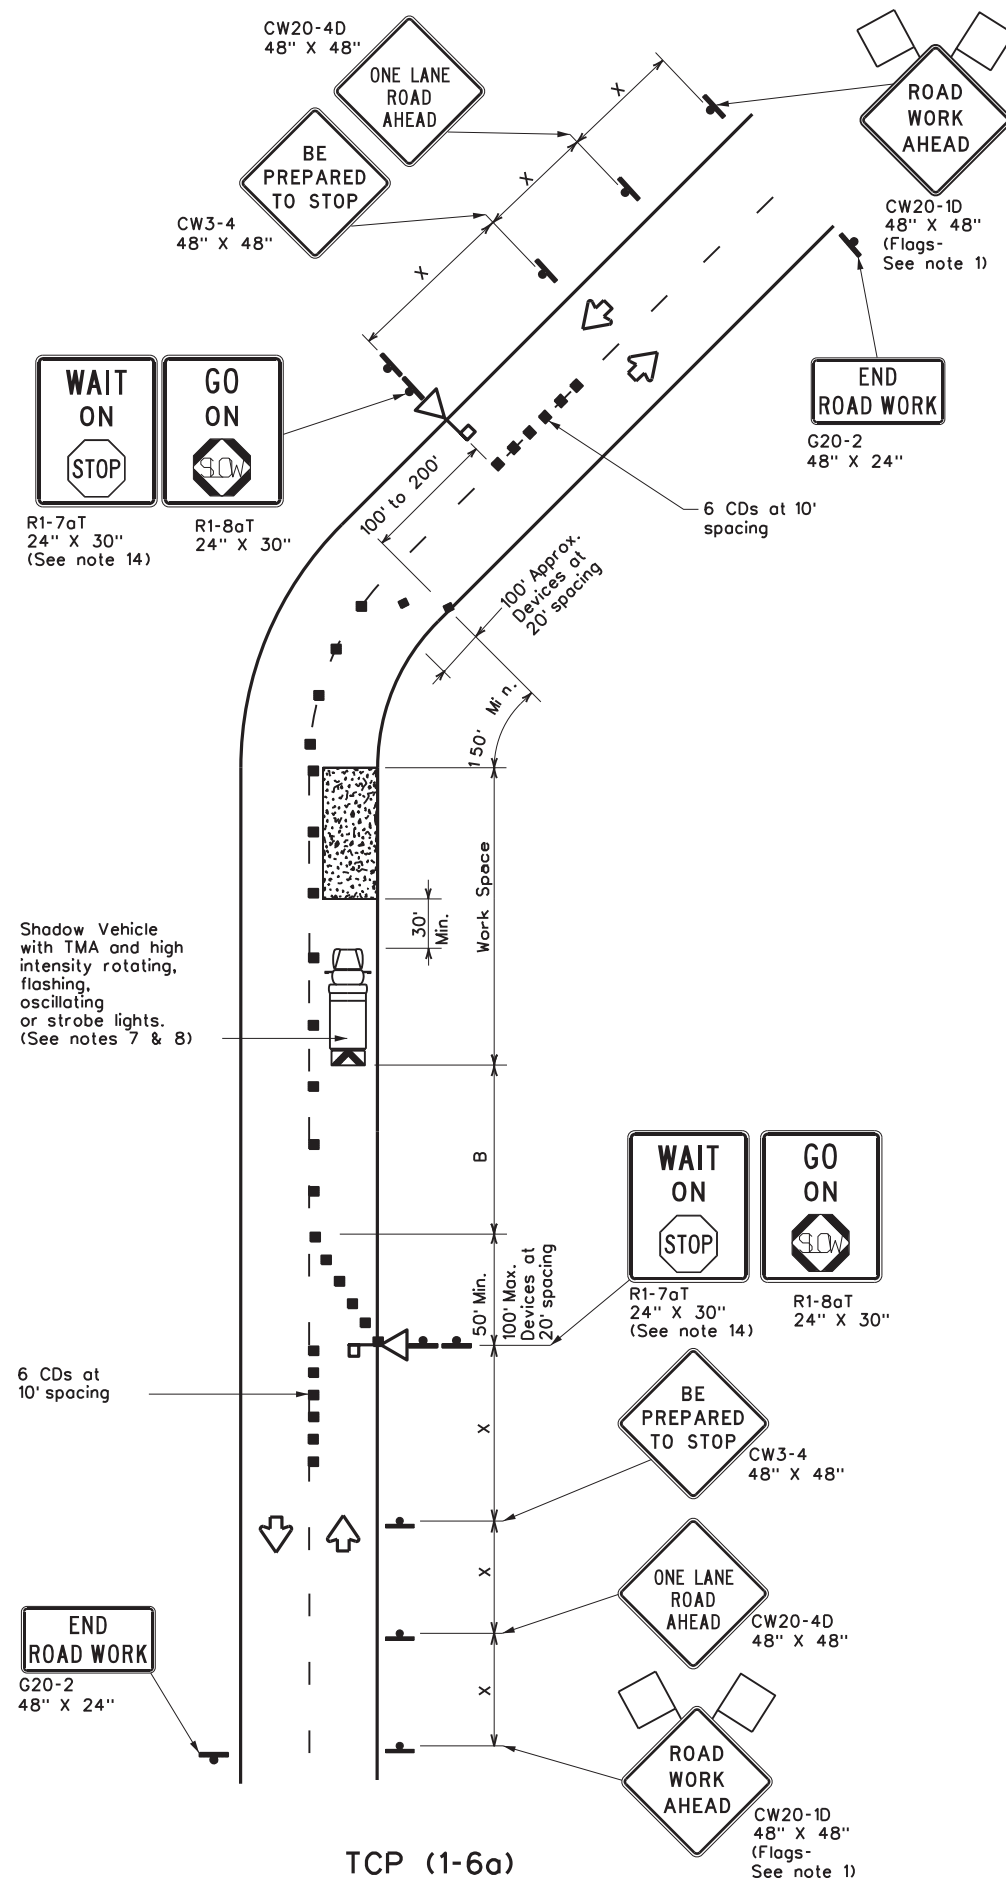 CW20-4D
48" X 48"
ONE LANE
ROAD
AHEAD
X
ROAD
WORK
AHEAD
BE
PREPARED
TO STOP
X
CW3-4
48" X 48"
CW20-1D
48" X 48"
(Flags-
See note 1)
X
WAIT
ON
STOP
GO
ON
SLOW
END
ROAD WORK
G20-2
48" X 24"
R1-7aT
24" X 30"
(See note 14)
R1-8aT
24" X 30"
100' to 200'
6 CDs at 10'
spacing
100' Approx.
Devices at
20' spacing
150' Min.
Work Space
30'
Min.
Shadow Vehicle
with TMA and high
intensity rotating,
flashing,
oscillating
or strobe lights.
(See notes 7 & 8)
B
WAIT
ON
STOP
GO
ON
SLOW
50' Min.
100' Max.
Devices at
20' spacing
R1-7aT
24" X 30"
(See note 14)
R1-8aT
24" X 30"
6 CDs at
10' spacing
X
BE
PREPARED
TO STOP
CW3-4
48" X 48"
X
ONE LANE
ROAD
AHEAD
CW20-4D
48" X 48"
END
ROAD WORK
G20-2
48" X 24"
X
ROAD
WORK
AHEAD
CW20-1D
48" X 48"
(Flags-
See note 1)
TCP (1-6a)